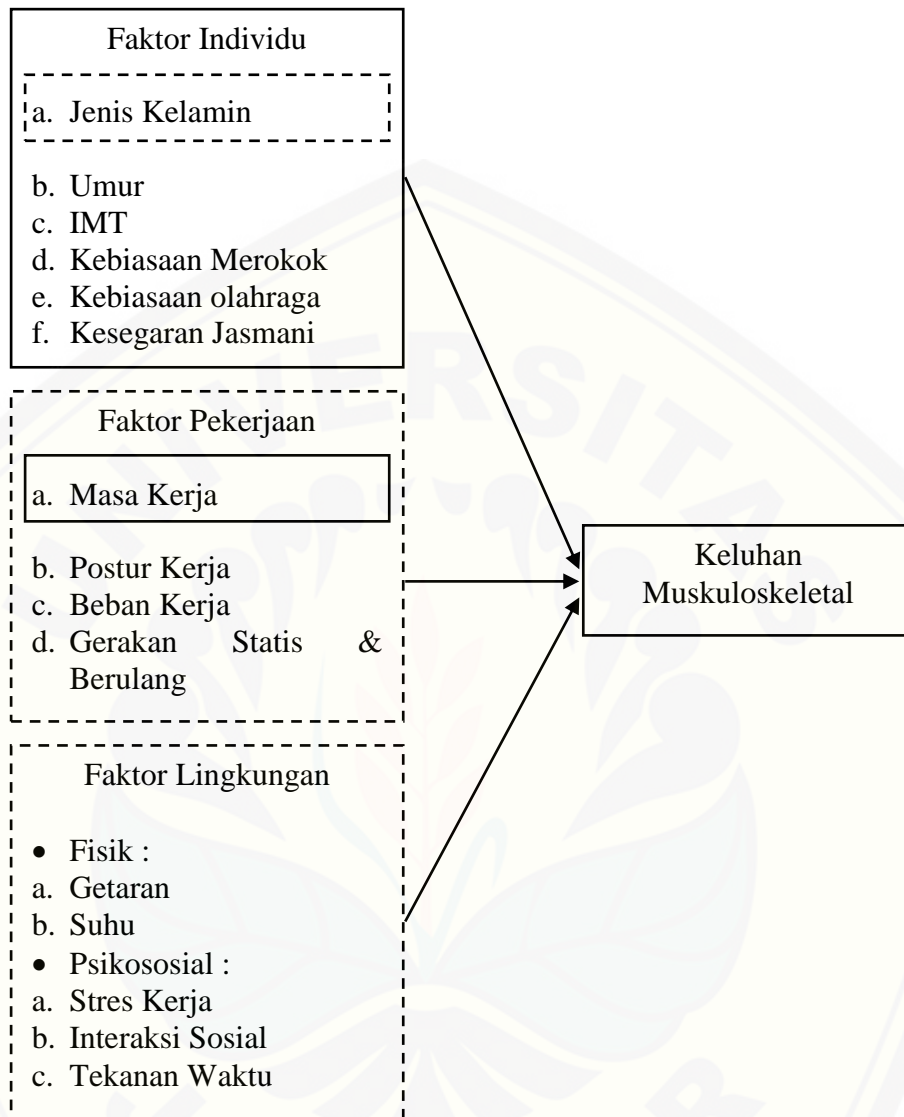 Faktor Individu
a. Jenis Kelamin
b. Umur
c. IMT
d. Kebiasaan Merokok
e. Kebiasaan olahraga
f. Kesegaran Jasmani
Faktor Pekerjaan
a. Masa Kerja
b. Postur Kerja
c. Beban Kerja
d. Gerakan Statis &
Berulang
Faktor Lingkungan
• Fisik :
a. Getaran
b. Suhu
• Psikososial :
a. Stres Kerja
b. Interaksi Sosial
c. Tekanan Waktu
Keluhan
Muskuloskeletal
UNIVERSITAS